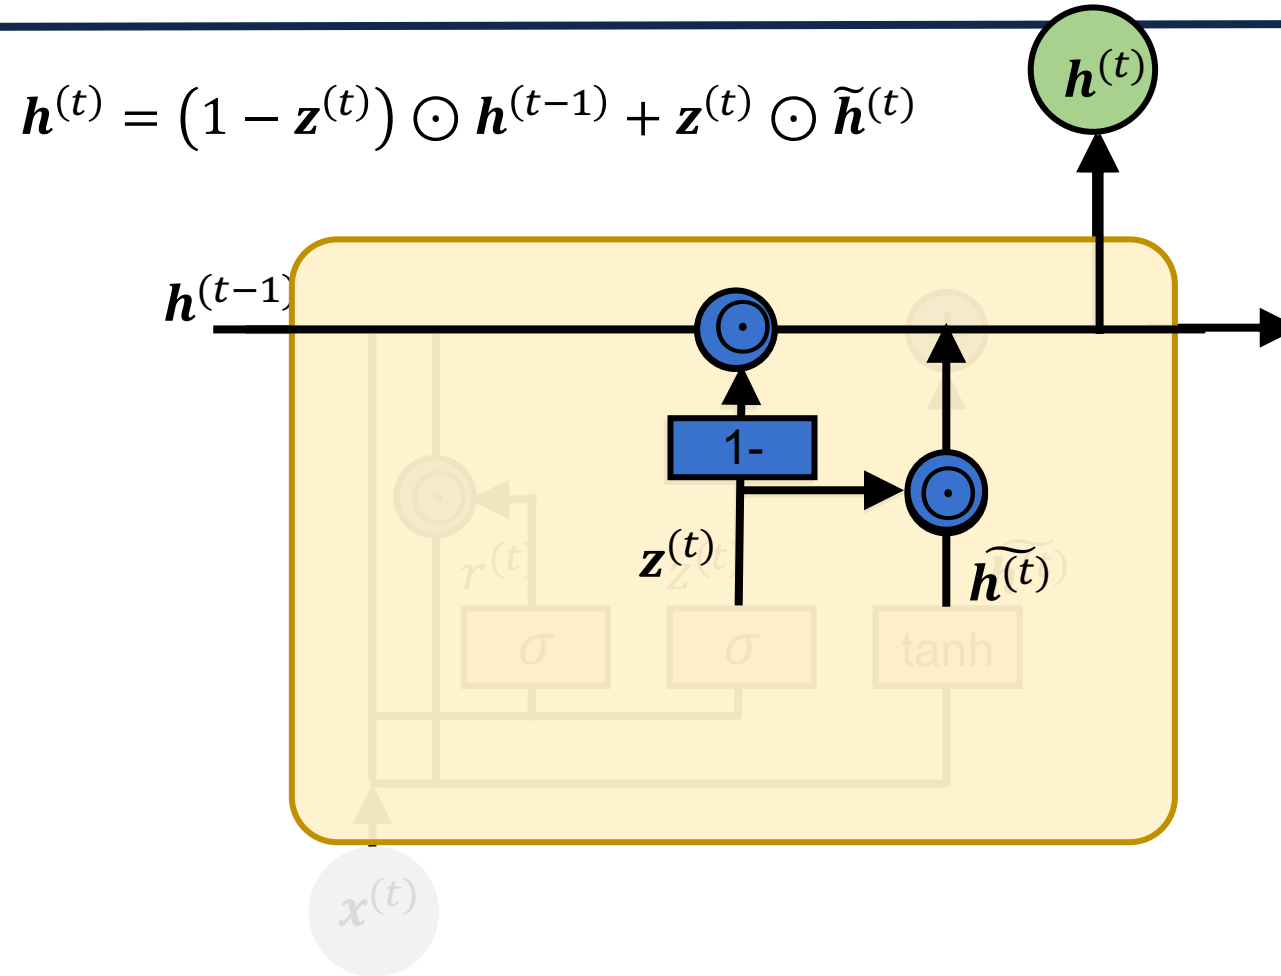 𝒉⁽ᵗ⁾ = (1 − 𝒛⁽ᵗ⁾) ⊙ 𝒉⁽ᵗ⁻¹⁾ + 𝒛⁽ᵗ⁾ ⊙ 𝒉̃⁽ᵗ⁾
𝒉⁽ᵗ⁾
𝒉⁽ᵗ⁻¹⁾
1-
𝒛⁽ᵗ⁾
𝒉̃⁽ᵗ⁾
r⁽ᵗ⁾
z⁽ᵗ⁾
σ
σ
tanh
𝒙⁽ᵗ⁾